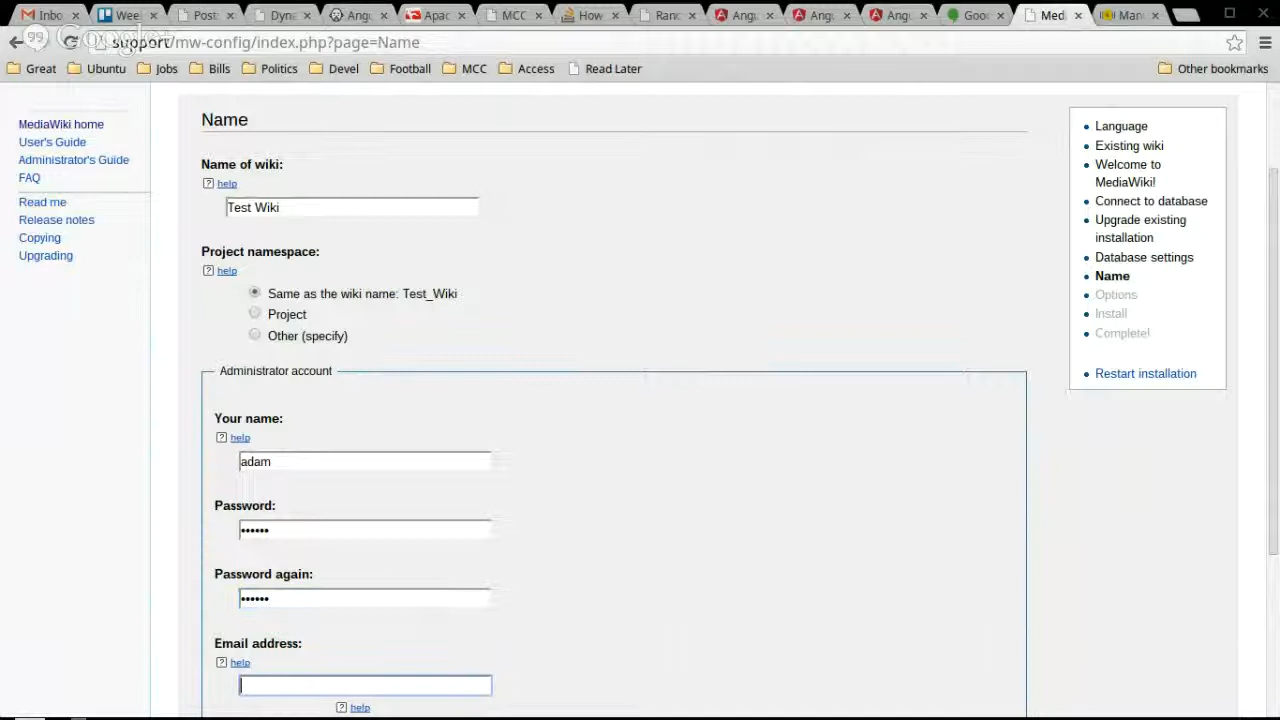 Inbo × Wee × Post × Dyna × Angu × Apac × MCC × How × Ranc × Angu × Angu × Angu × Goo × Med × Man ×
support/mw-config/index.php?page=Name
Great Ubuntu Jobs Bills Politics Devel Football MCC Access Read Later Other bookmarks
MediaWiki home
User's Guide
Administrator's Guide
FAQ
Read me
Release notes
Copying
Upgrading
Name
Name of wiki:
? help
Test Wiki
Project namespace:
? help
Same as the wiki name: Test_Wiki
Project
Other (specify)
Administrator account
Your name:
? help
adam
Password:
••••••
Password again:
••••••
Email address:
? help
? help
Language
Existing wiki
Welcome to
MediaWiki!
Connect to database
Upgrade existing
installation
Database settings
Name
Options
Install
Complete!
Restart installation